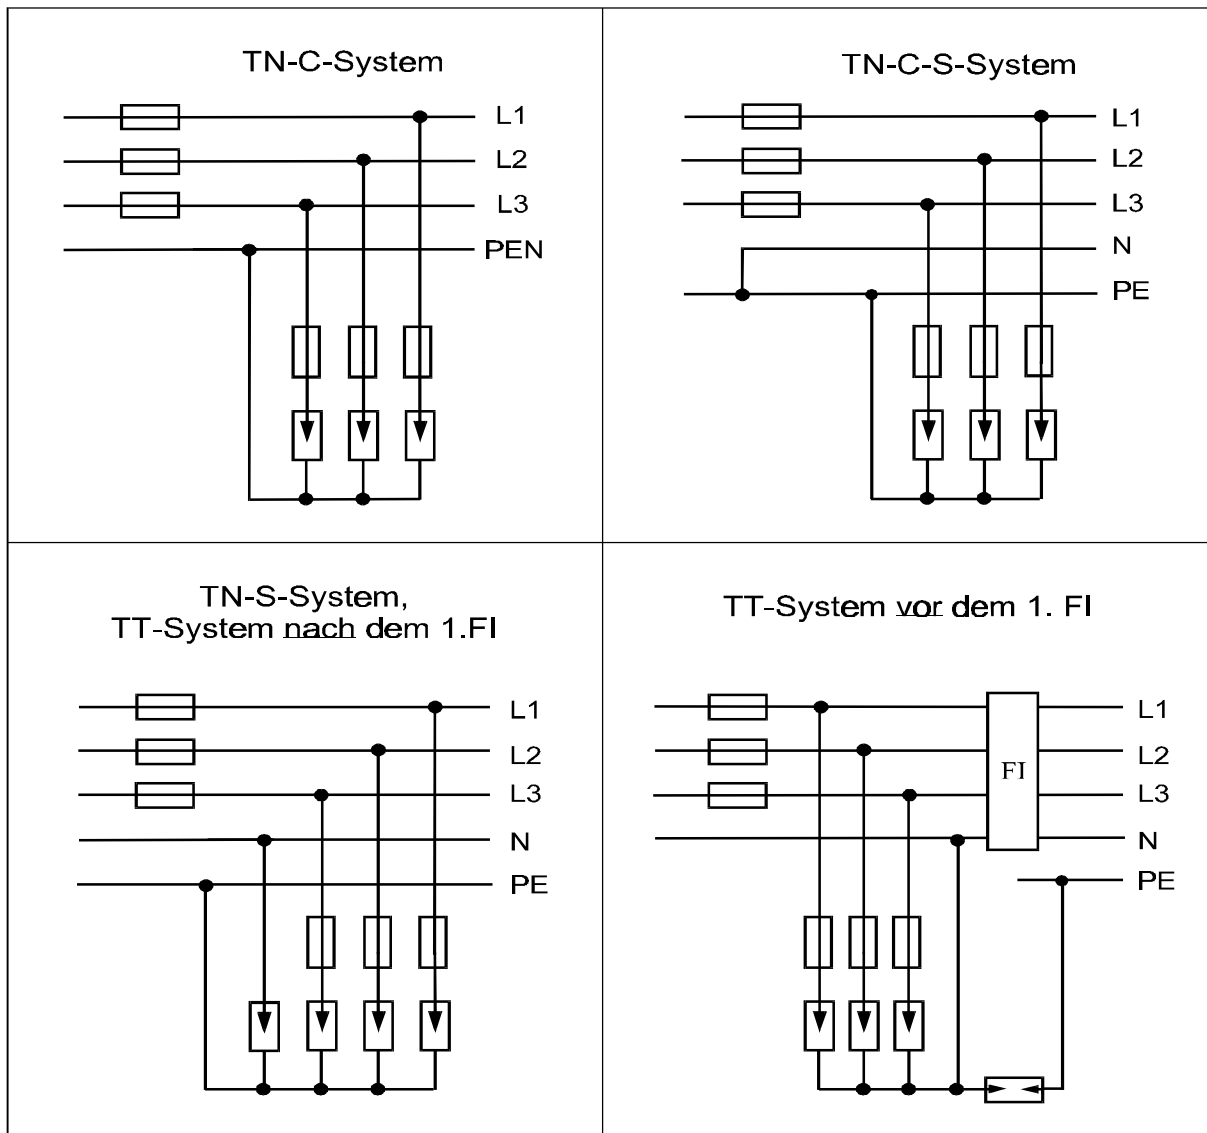 TN-C-System
L1
L2
L3
PEN
TN-C-S-System
L1
L2
L3
N
PE
TN-S-System,
TT-System nach dem 1.FI
L1
L2
L3
N
PE
TT-System vor dem 1. FI
L1
L2
FI
L3
N
PE